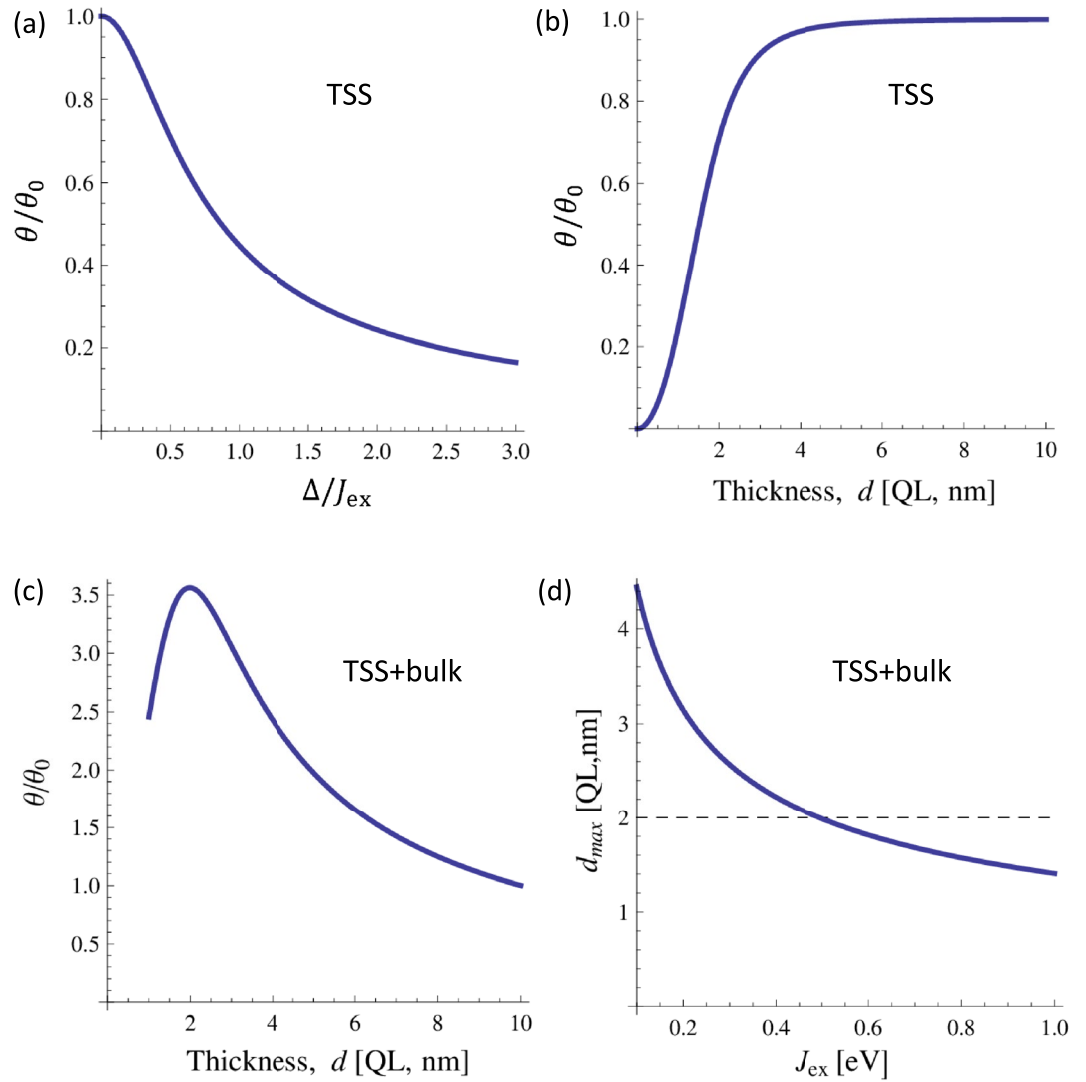 (a)
1.0
0.8
0.6
0.4
0.2
θ/θ₀
TSS
0.5 1.0 1.5 2.0 2.5 3.0
Δ/Jₑₓ
(b)
1.0
0.8
0.6
0.4
0.2
θ/θ₀
TSS
2 4 6 8 10
Thickness, d [QL, nm]
(c)
3.5
3.0
2.5
2.0
1.5
1.0
0.5
θ/θ₀
TSS+bulk
2 4 6 8 10
Thickness, d [QL, nm]
(d)
4
3
2
1
dmax [QL,nm]
TSS+bulk
0.2 0.4 0.6 0.8 1.0
Jₑₓ [eV]